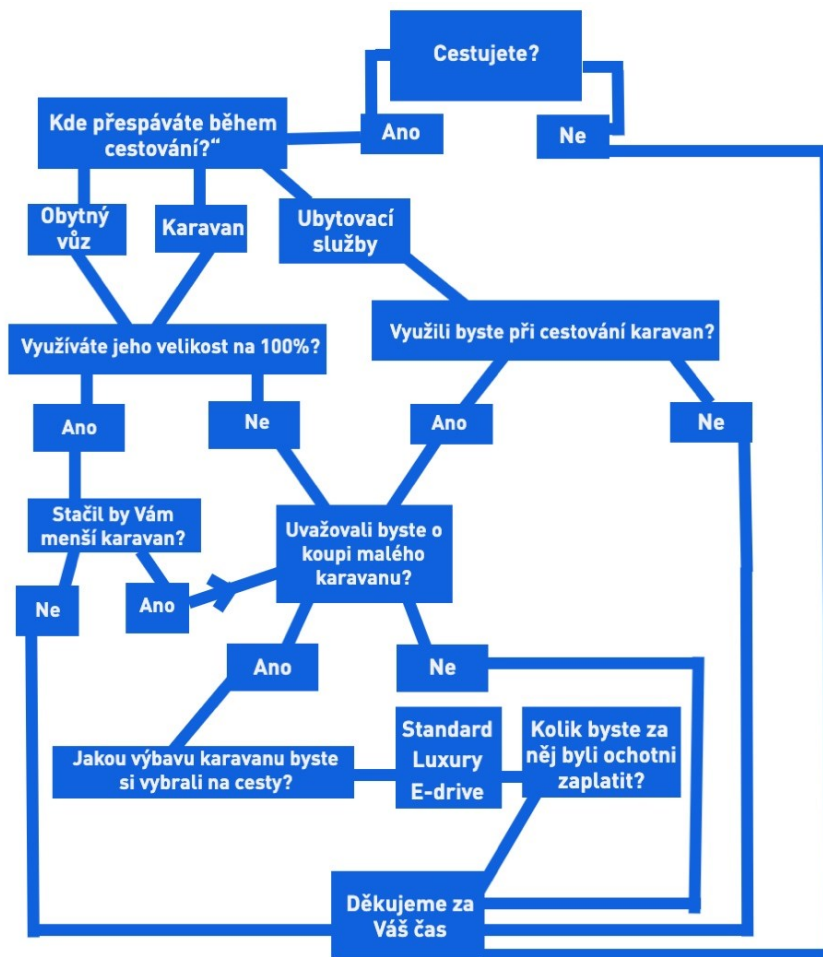 Cestujete?
Kde přespáváte během
cestování?“
Ano
Ne
Obytný
vůz
Karavan
Ubytovací
služby
Využíváte jeho velikost na 100%?
Využili byste při cestování karavan?
Ano
Ne
Ano
Ne
Stačil by Vám
menší karavan?
Uvažovali byste o
koupi malého
karavanu?
Ne
Ano
Ano
Ne
Jakou výbavu karavanu byste
si vybrali na cesty?
Standard
Luxury
E-drive
Kolik byste za
něj byli ochotni
zaplatit?
Děkujeme za
Váš čas